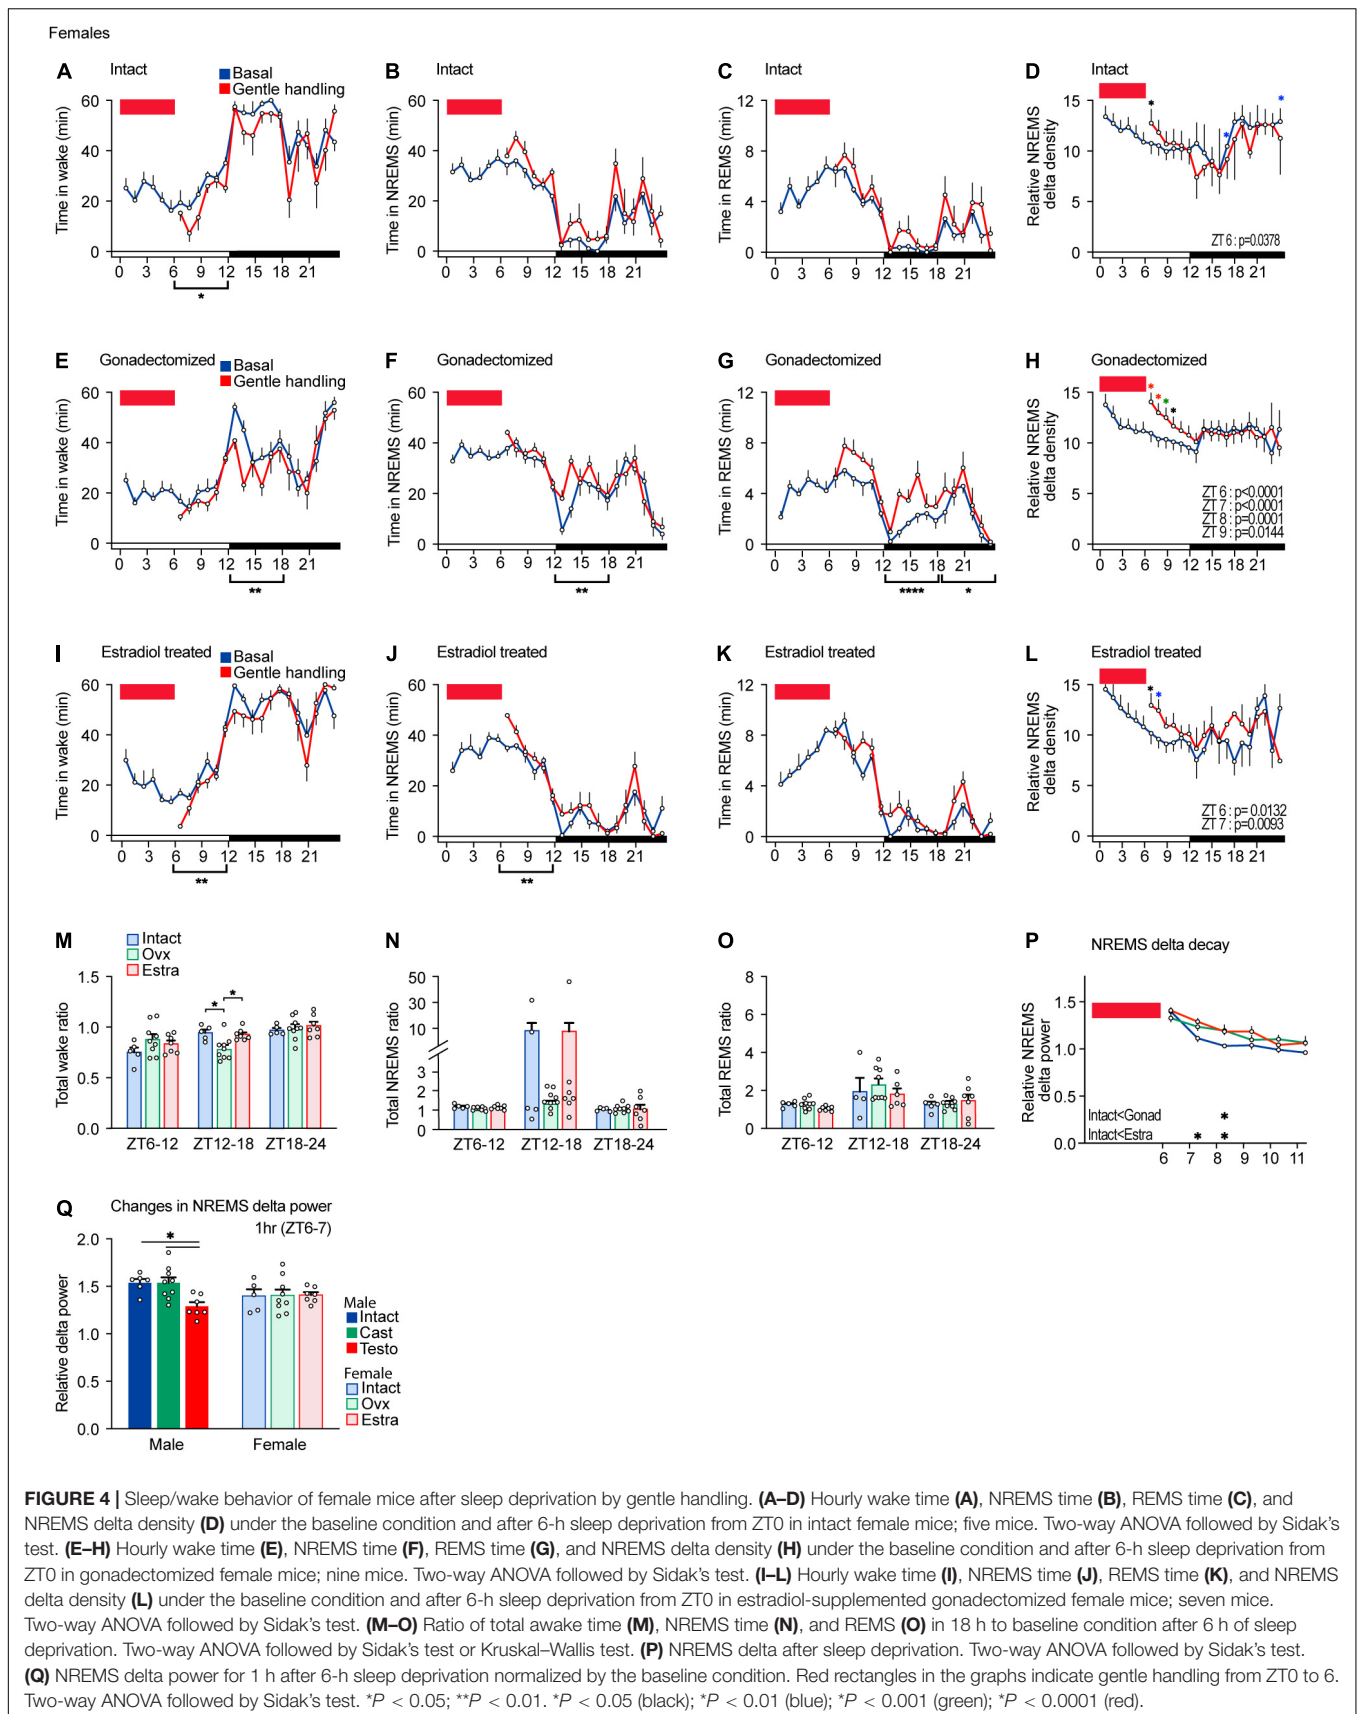 Females
A Intact
Basal
Gentle handling
Time in wake (min)
60
40
20
0
0 3 6 9 12 15 18 21
*
B Intact
Time in NREMS (min)
60
40
20
0
0 3 6 9 12 15 18 21
C Intact
Time in REMS (min)
12
8
4
0
0 3 6 9 12 15 18 21
D Intact
Relative NREMS
delta density
15
10
5
0
* * *
ZT 6 : p=0.0378
0 3 6 9 12 15 18 21
E Gonadectomized
Basal
Gentle handling
Time in wake (min)
60
40
20
0
0 3 6 9 12 15 18 21
**
F Gonadectomized
Time in NREMS (min)
60
40
20
0
0 3 6 9 12 15 18 21
**
G Gonadectomized
Time in REMS (min)
12
8
4
0
0 3 6 9 12 15 18 21
**** *
H Gonadectomized
Relative NREMS
delta density
15
10
5
0
* * * *
ZT 6 : p<0.0001
ZT 7 : p<0.0001
ZT 8 : p=0.0001
ZT 9 : p=0.0144
0 3 6 9 12 15 18 21
I Estradiol treated
Basal
Gentle handling
Time in wake (min)
60
40
20
0
0 3 6 9 12 15 18 21
**
J Estradiol treated
Time in NREMS (min)
60
40
20
0
0 3 6 9 12 15 18 21
**
K Estradiol treated
Time in REMS (min)
12
8
4
0
0 3 6 9 12 15 18 21
L Estradiol treated
Relative NREMS
delta density
15
10
5
0
* *
ZT 6 : p= 0.0132
ZT 7 : p=0.0093
0 3 6 9 12 15 18 21
M
Intact
Ovx
Estra
Total wake ratio
1.5
1.0
0.5
0.0
* *
ZT6-12 ZT12-18 ZT18-24
N
Total NREMS ratio
50
30
10
2
1
0
ZT6-12 ZT12-18 ZT18-24
O
Total REMS ratio
8
6
4
2
0
ZT6-12 ZT12-18 ZT18-24
P NREMS delta decay
Relative NREMS
delta power
1.5
1.0
0.0
Intact<Gonad *
Intact<Estra * *
6 7 8 9 10 11
Q Changes in NREMS delta power
1hr (ZT6-7)
Relative delta power
2.0
1.5
1.0
0.5
0.0
*
Male Female
Male
Intact
Cast
Testo
Female
Intact
Ovx
Estra
FIGURE 4 | Sleep/wake behavior of female mice after sleep deprivation by gentle handling. (A–D) Hourly wake time (A), NREMS time (B), REMS time (C), and
NREMS delta density (D) under the baseline condition and after 6-h sleep deprivation from ZT0 in intact female mice; five mice. Two-way ANOVA followed by Sidak's
test. (E–H) Hourly wake time (E), NREMS time (F), REMS time (G), and NREMS delta density (H) under the baseline condition and after 6-h sleep deprivation from
ZT0 in gonadectomized female mice; nine mice. Two-way ANOVA followed by Sidak's test. (I–L) Hourly wake time (I), NREMS time (J), REMS time (K), and NREMS
delta density (L) under the baseline condition and after 6-h sleep deprivation from ZT0 in estradiol-supplemented gonadectomized female mice; seven mice.
Two-way ANOVA followed by Sidak's test. (M–O) Ratio of total awake time (M), NREMS time (N), and REMS (O) in 18 h to baseline condition after 6 h of sleep
deprivation. Two-way ANOVA followed by Sidak's test or Kruskal–Wallis test. (P) NREMS delta after sleep deprivation. Two-way ANOVA followed by Sidak's test.
(Q) NREMS delta power for 1 h after 6-h sleep deprivation normalized by the baseline condition. Red rectangles in the graphs indicate gentle handling from ZT0 to 6.
Two-way ANOVA followed by Sidak's test. *P < 0.05; **P < 0.01. *P < 0.05 (black); *P < 0.01 (blue); *P < 0.001 (green); *P < 0.0001 (red).